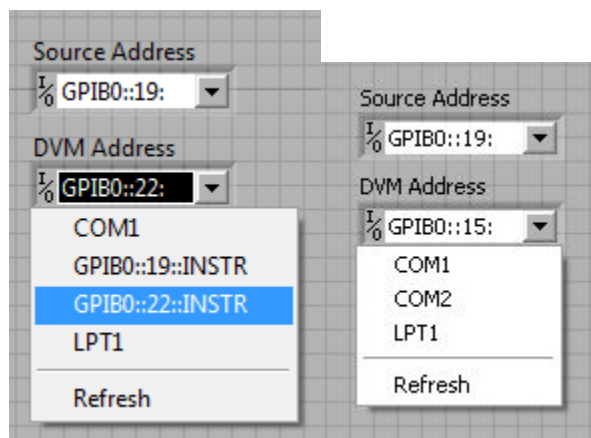 Source Address
I/O GPIB0::19:
DVM Address
I/O GPIB0::22:
COM1
GPIB0::19::INSTR
GPIB0::22::INSTR
LPT1
Refresh
Source Address
I/O GPIB0::19:
DVM Address
I/O GPIB0::15:
COM1
COM2
LPT1
Refresh